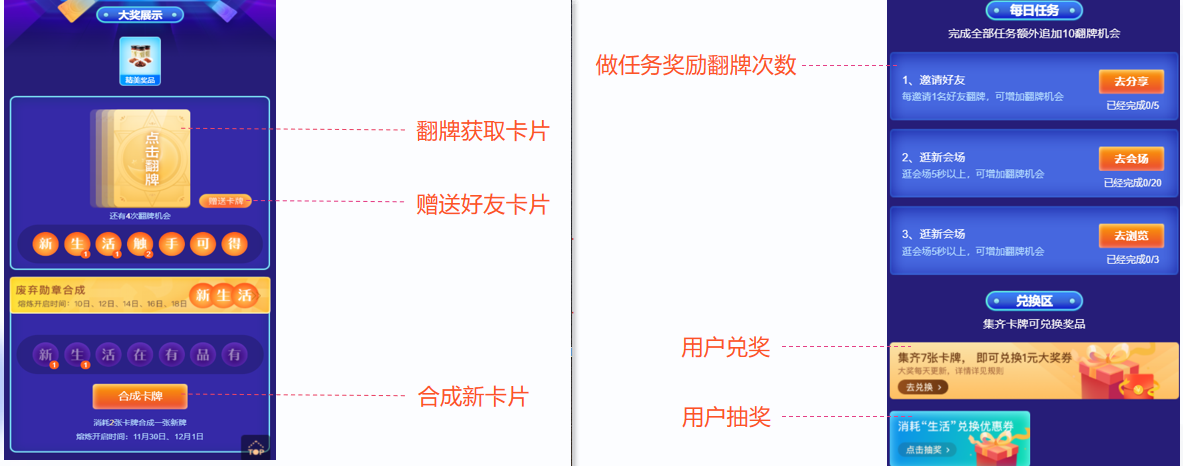 大奖展示
精美奖品
点击翻牌
赠送卡牌
还有4次翻牌机会
新 生 活 触 手 可 得
1 1 2
废弃勋章合成
熔炼开启时间：10日、12日、14日、16日、18日
新 生 活
新 生 活 在 有 品 有
1 1
合成卡牌
消耗2张卡牌合成一张新牌
熔炼开启时间：11月30日、12月1日
TOP
翻牌获取卡片
赠送好友卡片
合成新卡片
做任务奖励翻牌次数
用户兑奖
用户抽奖
每日任务
完成全部任务额外追加10翻牌机会
1、邀请好友
每邀请1名好友翻牌，可增加翻牌机会
去分享
已经完成0/5
2、逛新会场
逛会场5秒以上，可增加翻牌机会
去会场
已经完成0/20
3、逛新会场
逛会场5秒以上，可增加翻牌机会
去浏览
已经完成0/3
兑换区
集齐卡牌可兑换奖品
集齐7张卡牌， 即可兑换1元大奖券
大奖每天更新，详情详见规则
去兑换 >
消耗“生活”兑换优惠券
点击抽奖 >